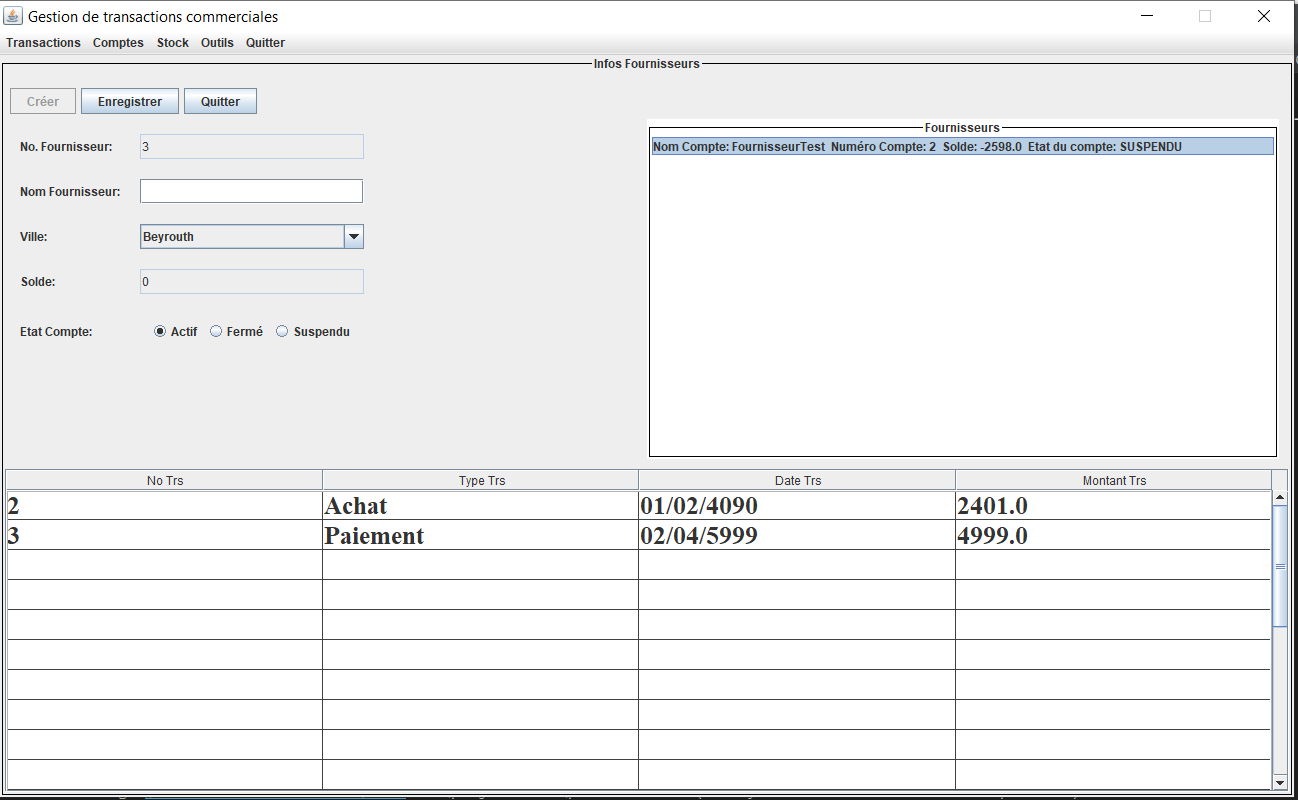 Gestion de transactions commerciales
Transactions Comptes Stock Outils Quitter
Infos Fournisseurs
Créer Enregistrer Quitter
No. Fournisseur: 3
Nom Fournisseur:
Ville: Beyrouth
Solde: 0
Etat Compte: Actif Fermé Suspendu
Fournisseurs
Nom Compte: FournisseurTest Numéro Compte: 2 Solde: -2598.0 Etat du compte: SUSPENDU
No Trs Type Trs Date Trs Montant Trs
2 Achat 01/02/4090 2401.0
3 Paiement 02/04/5999 4999.0